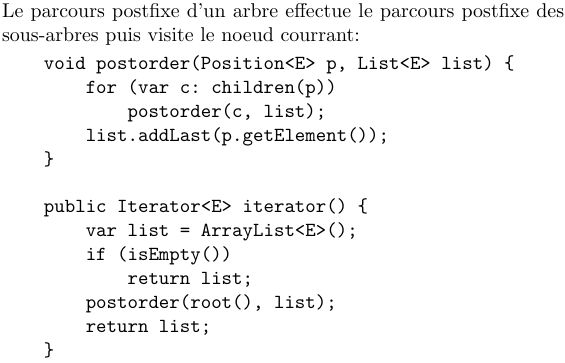 Le parcours postfixe d'un arbre effectue le parcours postfixe des
sous-arbres puis visite le noeud courrant:
void postorder(Position<E> p, List<E> list) {
    for (var c: children(p))
        postorder(c, list);
    list.addLast(p.getElement());
}

public Iterator<E> iterator() {
    var list = ArrayList<E>();
    if (isEmpty())
        return list;
    postorder(root(), list);
    return list;
}